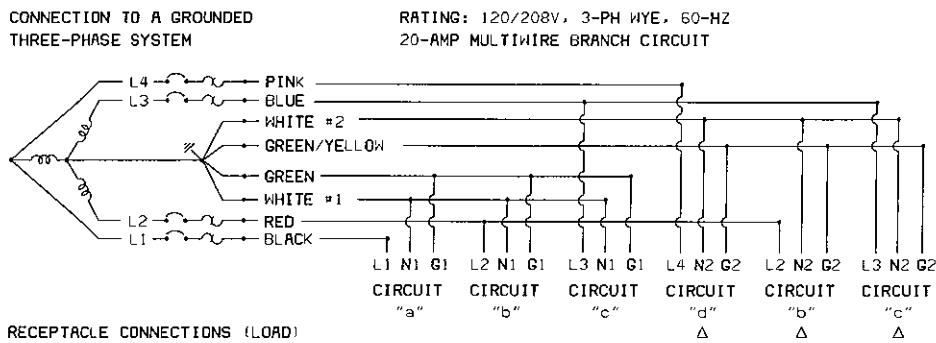 CONNECTION TO A GROUNDED
THREE-PHASE SYSTEM
RATING: 120/208V, 3-PH WYE, 60-HZ
20-AMP MULTIWIRE BRANCH CIRCUIT
L4 PINK
L3 BLUE
WHITE #2
GREEN/YELLOW
GREEN
WHITE #1
L2 RED
L1 BLACK
L1 N1 G1 L2 N1 G1 L3 N1 G1 L4 N2 G2 L2 N2 G2 L3 N2 G2
CIRCUIT CIRCUIT CIRCUIT CIRCUIT CIRCUIT CIRCUIT
"a" "b" "c" "d" "b" "c"
Δ Δ Δ
RECEPTACLE CONNECTIONS (LOAD)